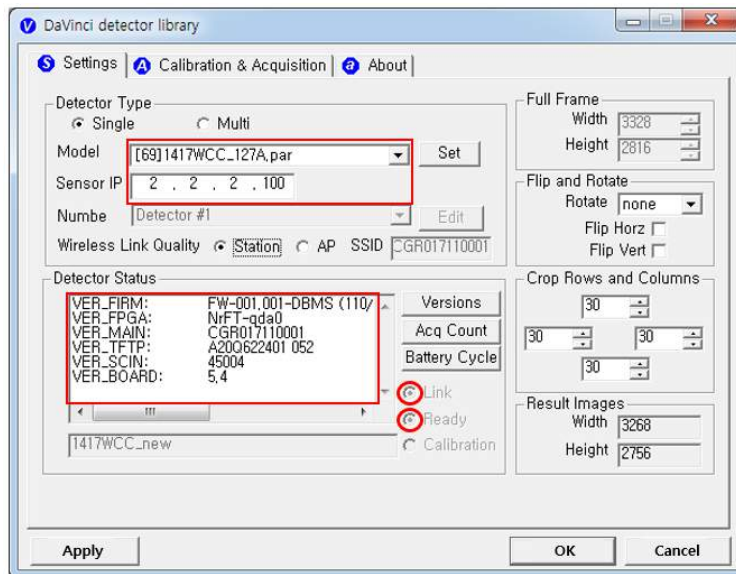 DaVinci detector library
Settings
Calibration & Acquisition
About
Detector Type
Single
Multi
Model
[69]1417WCC_127A.par
Set
Sensor IP
2 . 2 . 2 . 100
Numbe
Detector #1
Edit
Wireless Link Quality
Station
AP
SSID
CGR017110001
Detector Status
VER_FIRM: FW-001,001-DBMS (110/
VER_FPGA: NrFT-qda0
VER_MAIN: CGR017110001
VER_TFTP: A20Q622401 052
VER_SCIN: 45004
VER_BOARD: 5,4
Versions
Acq Count
Battery Cycle
Link
Ready
1417WCC_new
Calibration
Full Frame
Width 3328
Height 2816
Flip and Rotate
Rotate none
Flip Horz
Flip Vert
Crop Rows and Columns
30
30 30
30
Result Images
Width 3268
Height 2756
Apply
OK
Cancel